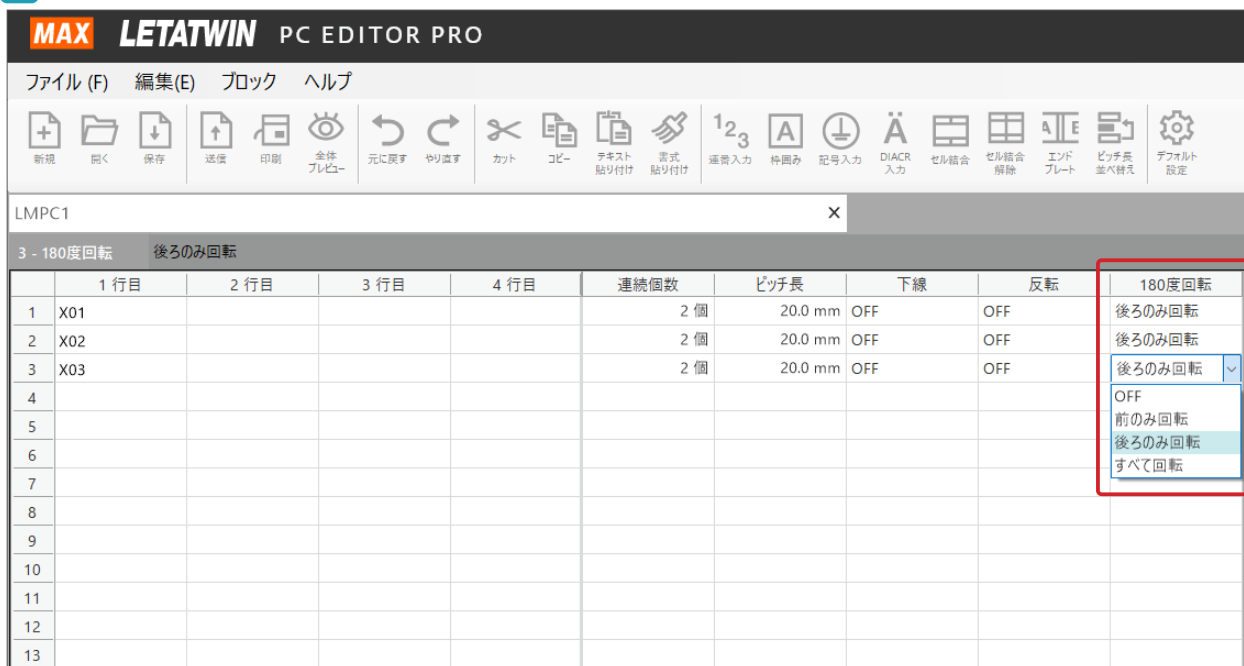 MAX LETATWIN PC EDITOR PRO
ファイル (F) 編集(E) ブロック ヘルプ
新規 開く 保存 送信 印刷 全体プレビュー 元に戻す やり直す カット コピー テキスト貼り付け 書式貼り付け 123 連番入力 A 枠囲み 記号入力 Ä DIACR入力 セル結合 セル結合解除 A E エンドプレート ピッチ長並べ替え デフォルト設定
LMPC1 ×
3 - 180度回転 後ろのみ回転
1 行目 2 行目 3 行目 4 行目 連続個数 ピッチ長 下線 反転 180度回転
1 X01 2 個 20.0 mm OFF OFF 後ろのみ回転
2 X02 2 個 20.0 mm OFF OFF 後ろのみ回転
3 X03 2 個 20.0 mm OFF OFF 後ろのみ回転
4 OFF
前のみ回転
5
後ろのみ回転
6
すべて回転
7
8
9
10
11
12
13